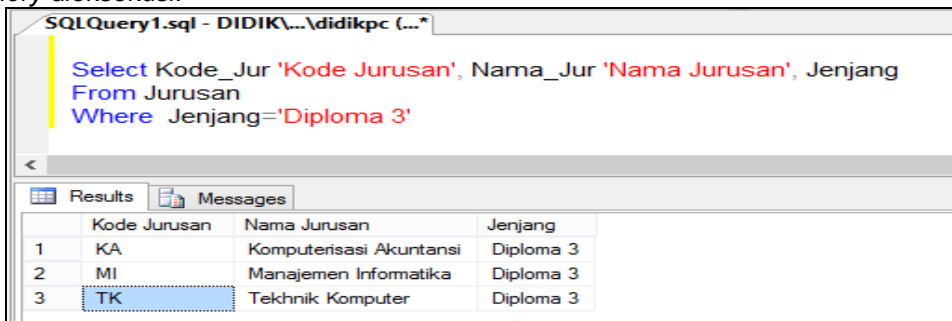 SQLQuery1.sql - DIDIK\...\didikpc (...*
Select Kode_Jur 'Kode Jurusan', Nama_Jur 'Nama Jurusan', Jenjang
From Jurusan
Where Jenjang='Diploma 3'
Results Messages
Kode Jurusan Nama Jurusan Jenjang
1 KA Komputerisasi Akuntansi Diploma 3
2 MI Manajemen Informatika Diploma 3
3 TK Tekhnik Komputer Diploma 3